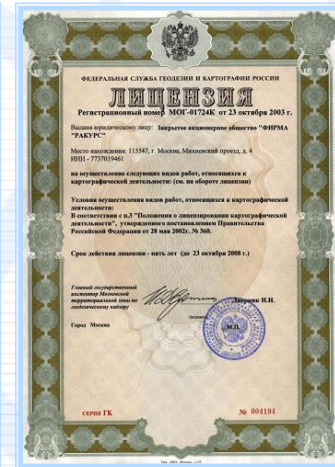 ФЕДЕРАЛЬНАЯ СЛУЖБА ГЕОДЕЗИИ И КАРТОГРАФИИ РОССИИ
ЛИЦЕНЗИЯ
Регистрационный номер МОГ-01724К от 23 октября 2003 г.
Выдана юридическому лицу: Закрытое акционерное общество "ФИРМА
"РАКУРС"
Место нахождения: 115547, г. Москва, Михневский проезд, д. 4
ИНН - 7737019461
на осуществление следующих видов работ, относящихся к
картографической деятельности: (см. на обороте лицензии)
Условия осуществления видов работ, относящихся к картографической
деятельности:
В соответствии с п.3 "Положения о лицензировании картографической
деятельности", утвержденного постановлением Правительства
Российской Федерации от 28 мая 2002г. № 360.
Срок действия лицензии - пять лет (до 23 октября 2008 г.)
Главный государственный
инспектор Московской
территориальной зоны по
геодезическому надзору
Дворник И.И.
подпись
М.П.
Город Москва
серия ГК
№ 004194